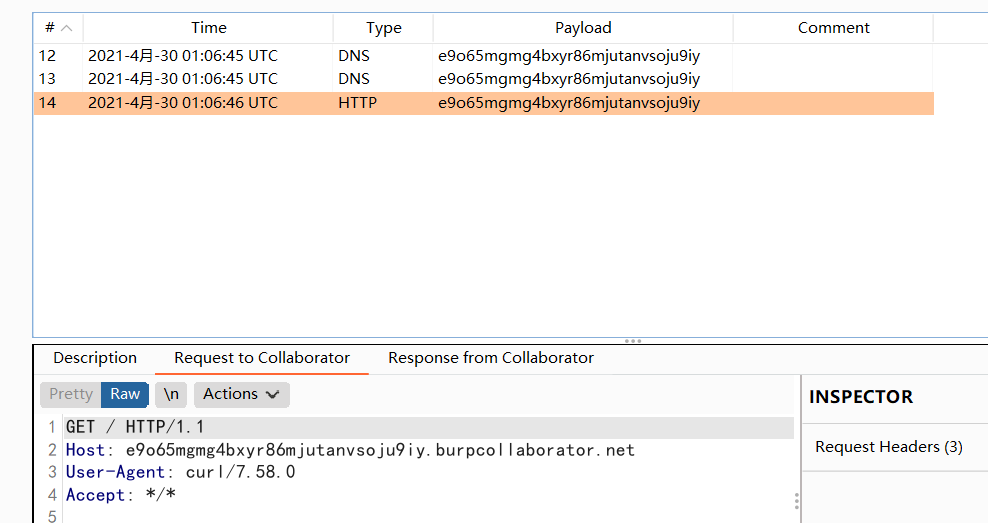 # Time Type Payload Comment
12 2021-4月-30 01:06:45 UTC DNS e9o65mgmg4bxyr86mjutanvsoju9iy
13 2021-4月-30 01:06:45 UTC DNS e9o65mgmg4bxyr86mjutanvsoju9iy
14 2021-4月-30 01:06:46 UTC HTTP e9o65mgmg4bxyr86mjutanvsoju9iy
Description Request to Collaborator Response from Collaborator
Pretty Raw \n Actions
INSPECTOR
1 GET / HTTP/1.1
2 Host: e9o65mgmg4bxyr86mjutanvsoju9iy.burpcollaborator.net
Request Headers (3)
3 User-Agent: curl/7.58.0
4 Accept: */*
5